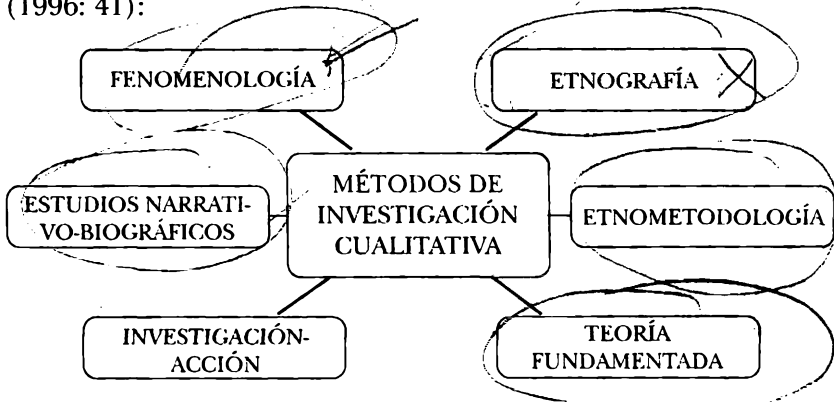 (1996: 41):
FENOMENOLOGÍA
ETNOGRAFÍA
ESTUDIOS NARRATI-
VO-BIOGRÁFICOS
MÉTODOS DE
INVESTIGACIÓN
CUALITATIVA
ETNOMETODOLOGÍA
INVESTIGACIÓN-
ACCIÓN
TEORÍA
FUNDAMENTADA